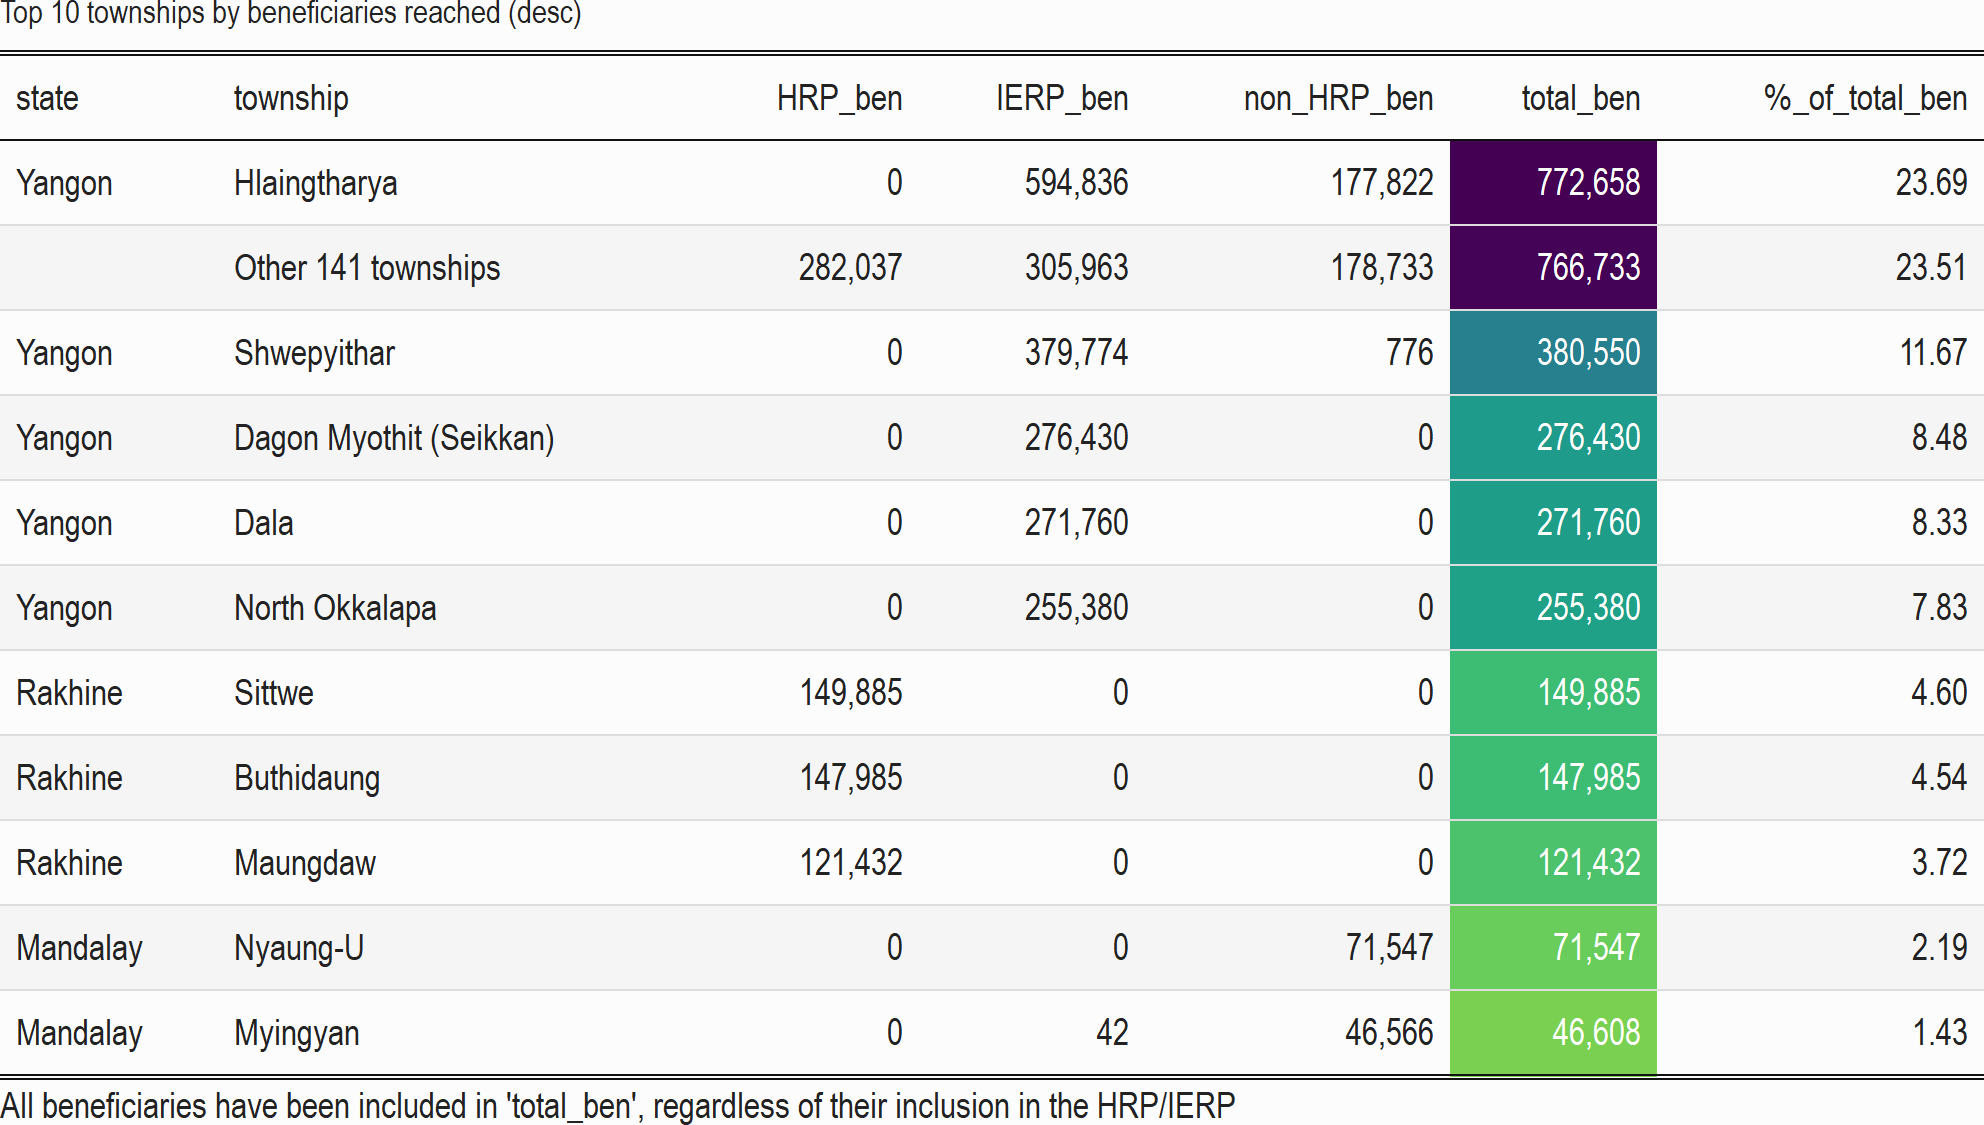 Top 10 townships by beneficiaries reached (desc)
state township HRP_ben IERP_ben non_HRP_ben total_ben %_of_total_ben
Yangon Hlaingtharya 0 594,836 177,822 772,658 23.69
Other 141 townships 282,037 305,963 178,733 766,733 23.51
Yangon Shwepyithar 0 379,774 776 380,550 11.67
Yangon Dagon Myothit (Seikkan) 0 276,430 0 276,430 8.48
Yangon Dala 0 271,760 0 271,760 8.33
Yangon North Okkalapa 0 255,380 0 255,380 7.83
Rakhine Sittwe 149,885 0 0 149,885 4.60
Rakhine Buthidaung 147,985 0 0 147,985 4.54
Rakhine Maungdaw 121,432 0 0 121,432 3.72
Mandalay Nyaung-U 0 0 71,547 71,547 2.19
Mandalay Myingyan 0 42 46,566 46,608 1.43
All beneficiaries have been included in 'total_ben', regardless of their inclusion in the HRP/IERP